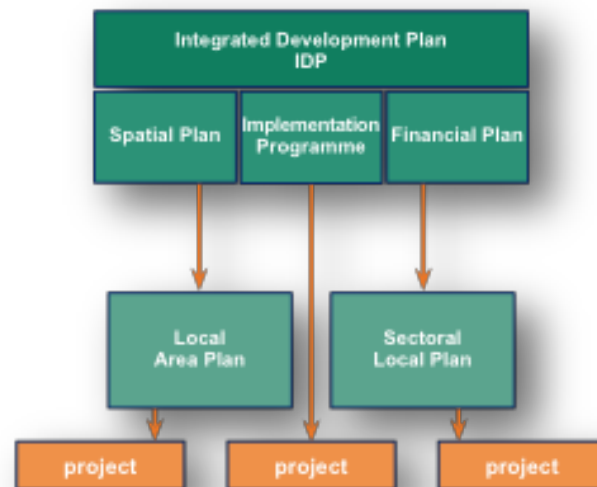 Integrated Development Plan
IDP
Spatial Plan
Implementation
Programme
Financial Plan
Local
Area Plan
Sectoral
Local Plan
project
project
project